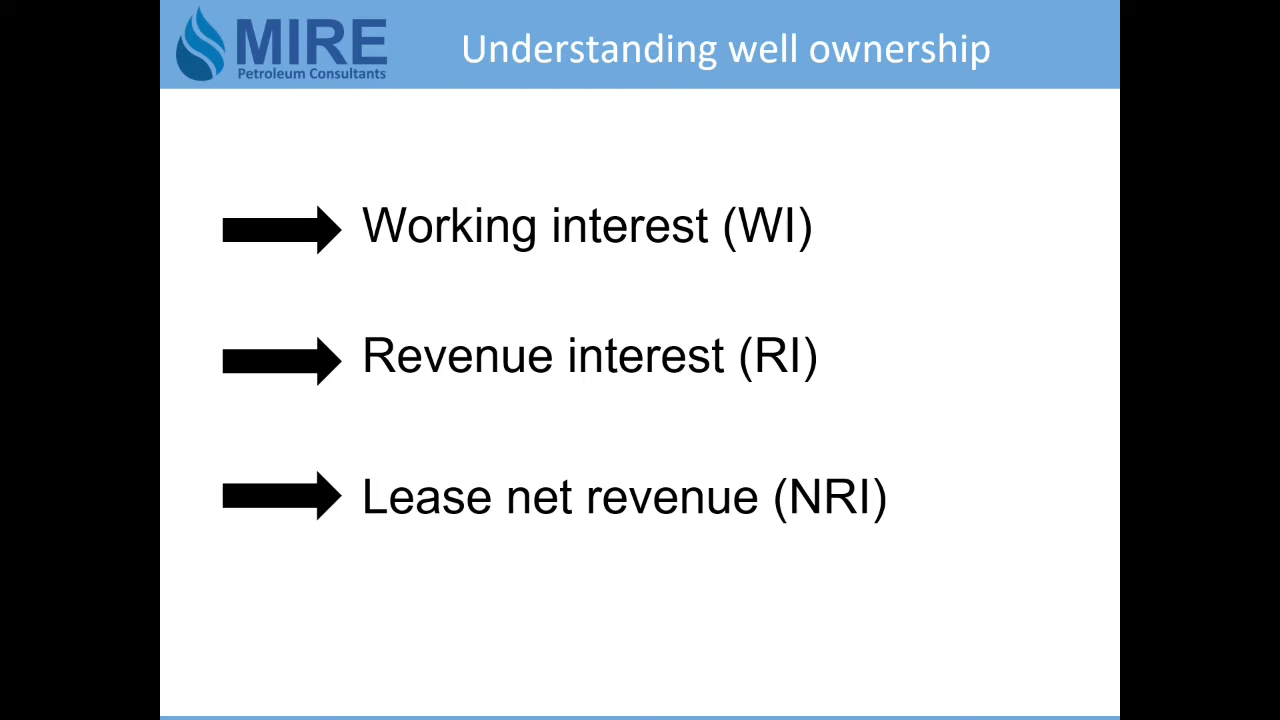 MIRE
Petroleum Consultants
Understanding well ownership
Working interest (WI)
Revenue interest (RI)
Lease net revenue (NRI)